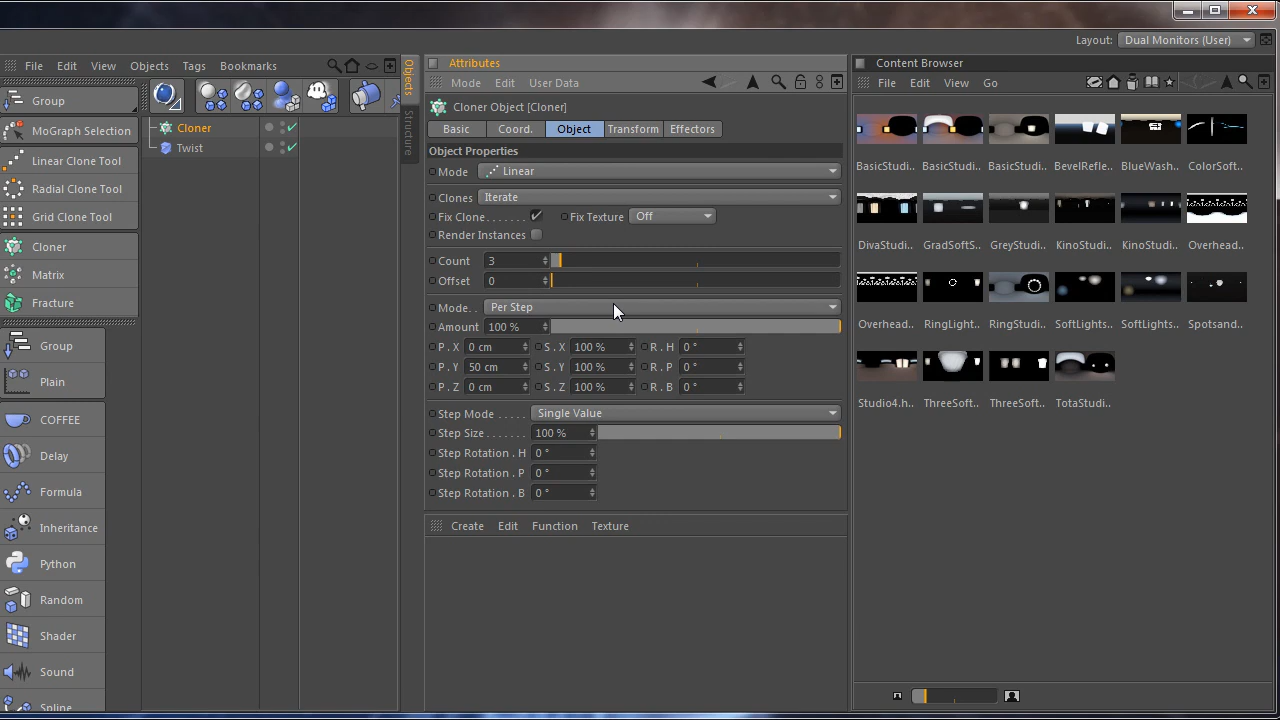 Layout: Dual Monitors (User)
File Edit View Objects Tags Bookmarks
Group
MoGraph Selection
Linear Clone Tool
Radial Clone Tool
Grid Clone Tool
Cloner
Matrix
Fracture
Group
Plain
COFFEE
Delay
Formula
Inheritance
Python
Random
Shader
Sound
Spline
Cloner
Twist
Objects
Structure
Attributes
Mode Edit User Data
Cloner Object [Cloner]
Basic Coord. Object Transform Effectors
Object Properties
Mode Linear
Clones Iterate
Fix Clone....... Fix Texture Off
Render Instances
Count 3
Offset 0
Mode. . Per Step
Amount 100 %
P . X 0 cm S . X 100 % R . H 0 °
P . Y 50 cm S . Y 100 % R . P 0 °
P . Z 0 cm S . Z 100 % R . B 0 °
Step Mode ..... Single Value
Step Size....... 100 %
Step Rotation . H 0 °
Step Rotation . P 0 °
Step Rotation . B 0 °
Create Edit Function Texture
Content Browser
File Edit View Go
BasicStudi.. BasicStudi.. BasicStudi.. BevelRefle.. BlueWash.. ColorSoft..
DivaStudi.. GradSoftS.. GreyStudi.. KinoStudi.. KinoStudi.. Overhead..
Overhead.. RingLight.. RingStudi.. SoftLights.. SoftLights.. Spotsand..
Studio4.h.. ThreeSoft.. ThreeSoft.. TotaStudi..